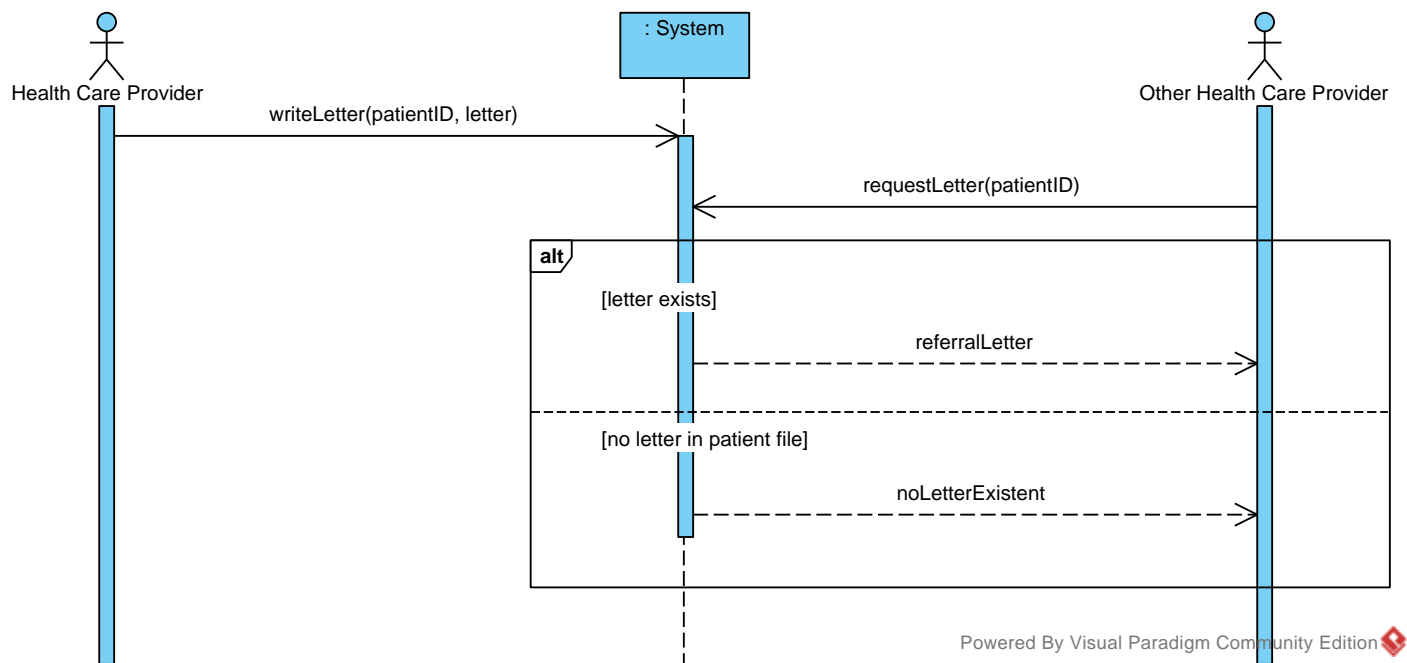 : System
Health Care Provider
Other Health Care Provider
writeLetter(patientID, letter)
requestLetter(patientID)
alt
[letter exists]
referralLetter
[no letter in patient file]
noLetterExistent
Powered By Visual Paradigm Community Edition